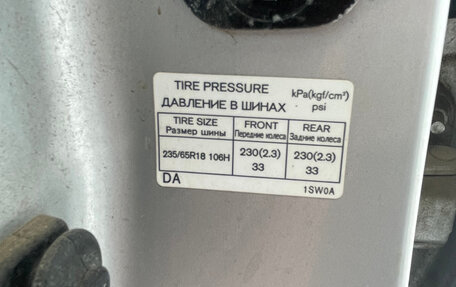 TIRE PRESSURE kPa(kgf/cm²)
ДАВЛЕНИЕ В ШИНАХ psi
TIRE SIZE FRONT REAR
Размер шины Передние колеса Задние колеса
235/65R18 106H 230(2.3) 230(2.3)
33 33
DA 1SW0A